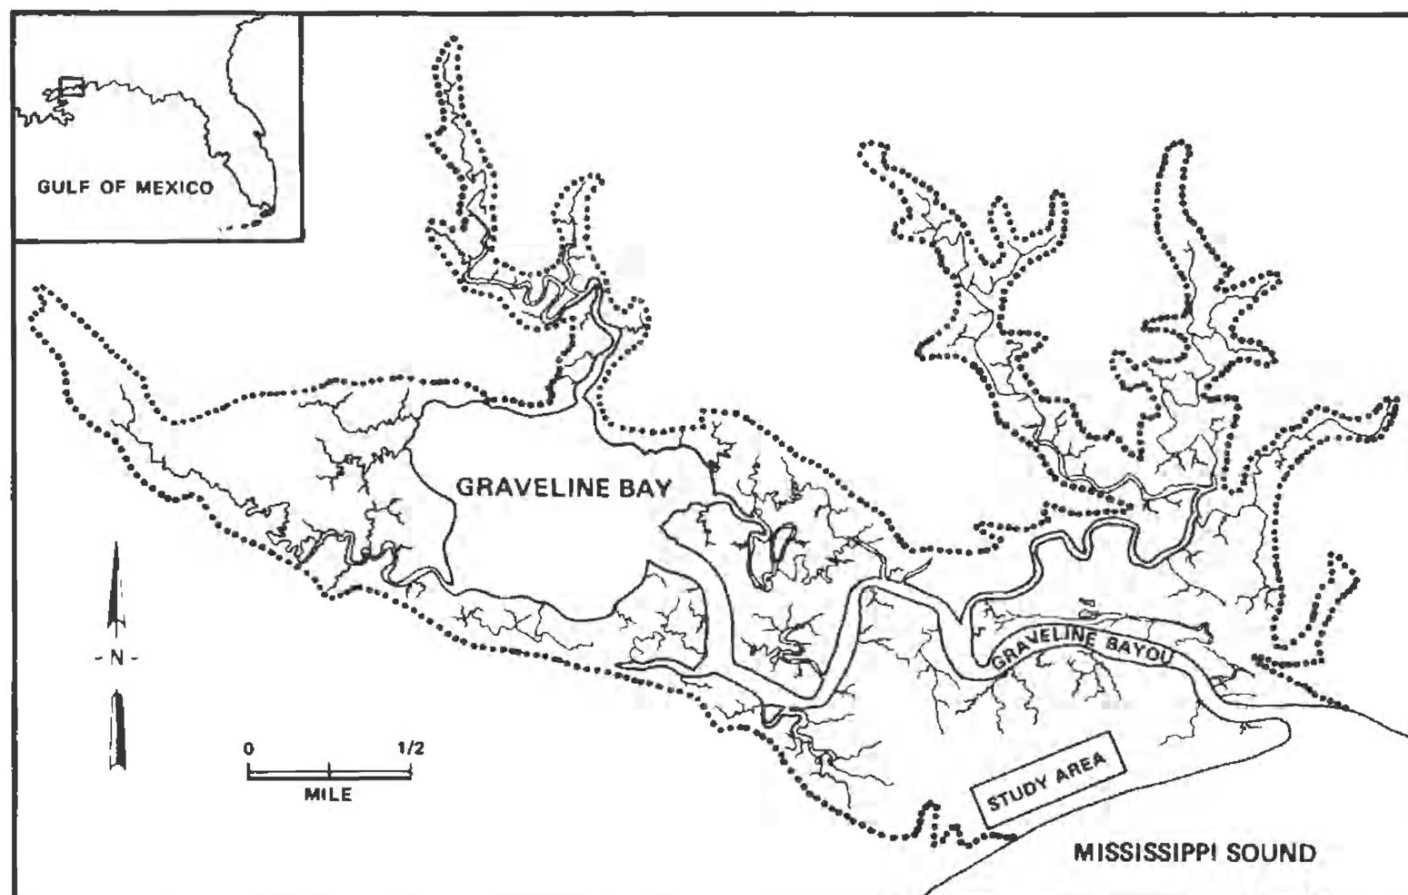 GULF OF MEXICO
GRAVELINE BAY
- N -
GRAVELINE BAYOU
0 1/2
MILE
STUDY AREA
MISSISSIPPI SOUND